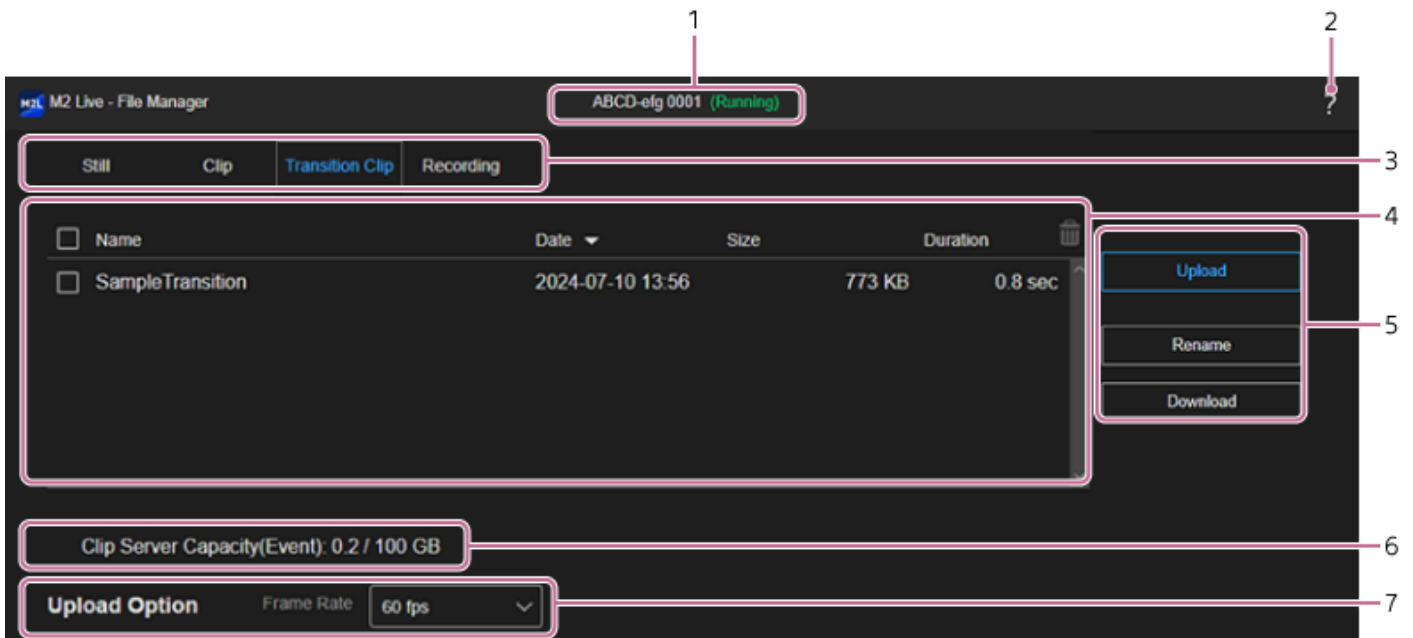 1
2
M2L M2 Live - File Manager
ABCD-efg 0001 (Running)
?
Still Clip Transition Clip Recording
3
4
Name Date Size Duration
SampleTransition 2024-07-10 13:56 773 KB 0.8 sec
Upload
5
Rename
Download
Clip Server Capacity(Event): 0.2 / 100 GB
6
Upload Option Frame Rate 60 fps
7